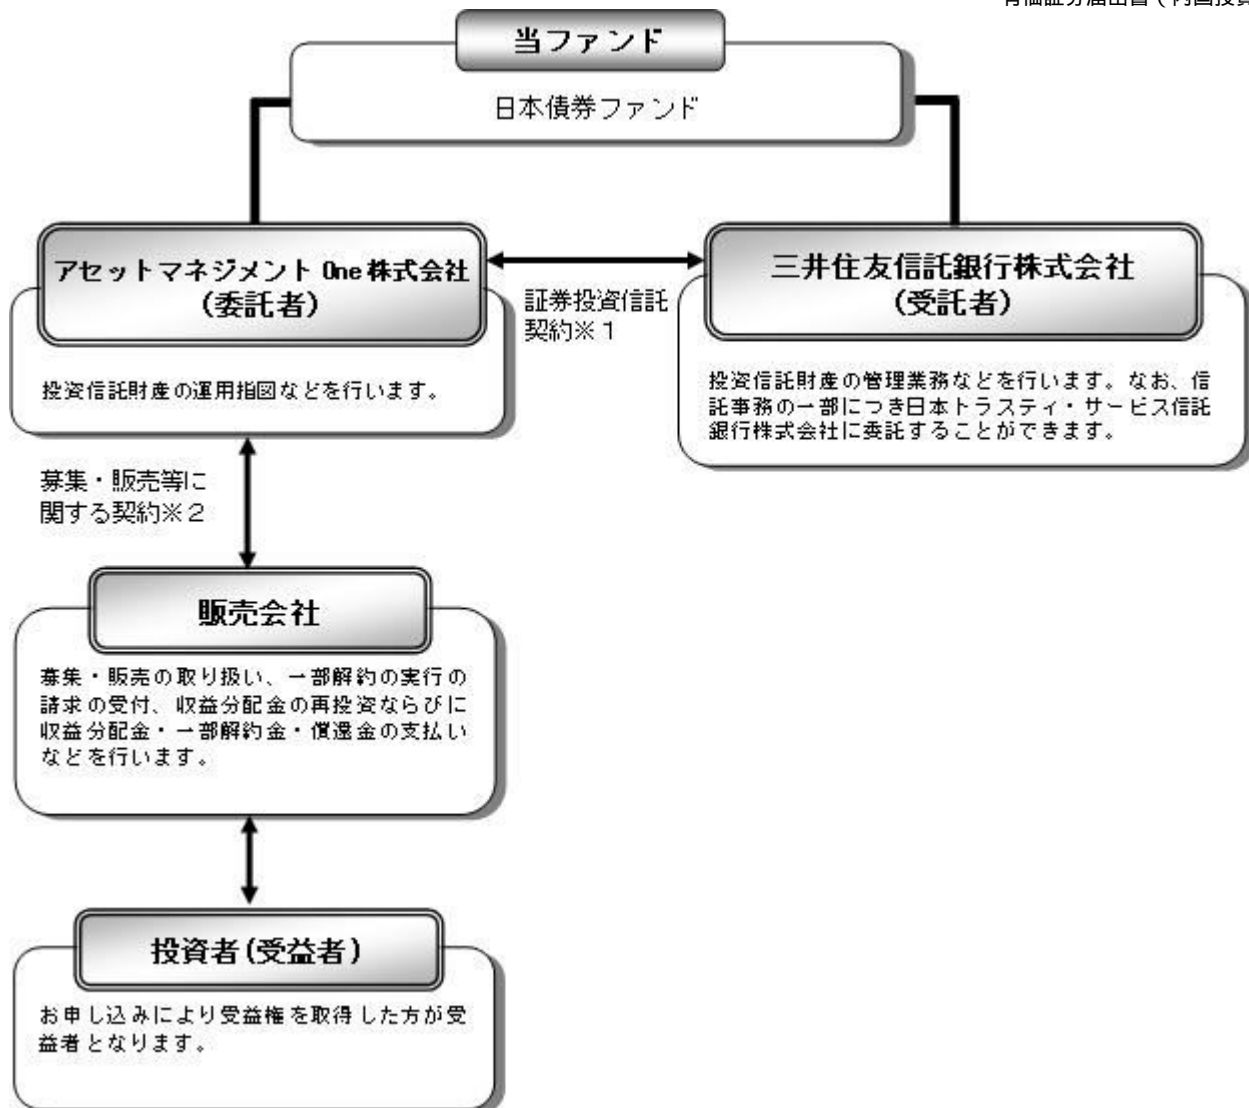 当ファンド
日本債券ファンド
アセットマネジメント One 株式会社
(委託者)
投資信託財産の運用指図などを行います。
証券投資信託
契約※１
三井住友信託銀行株式会社
(受託者)
投資信託財産の管理業務などを行います。なお、信
託事務の一部につき日本トラスティ・サービス信託
銀行株式会社に委託することができます。
募集・販売等に
関する契約※２
販売会社
募集・販売の取り扱い、一部解約の実行の
請求の受付、収益分配金の再投資ならびに
収益分配金・一部解約金・償還金の支払い
などを行います。
投資者(受益者)
お申し込みにより受益権を取得した方が受
益者となります。